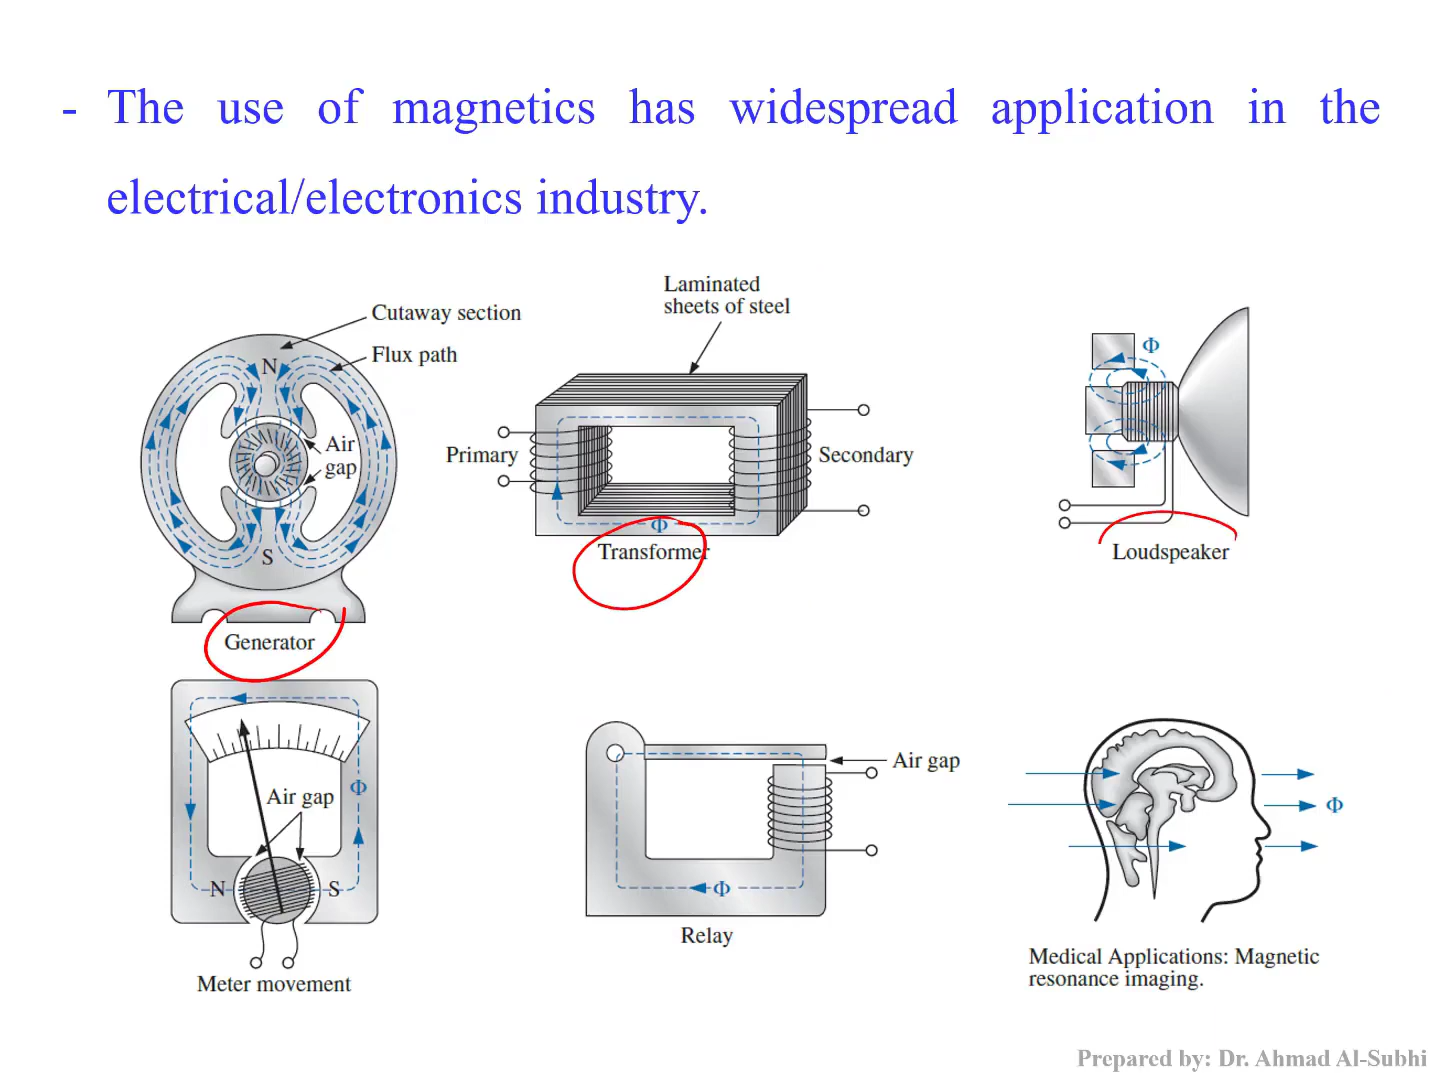 - The use of magnetics has widespread application in the
electrical/electronics industry.
Cutaway section
Flux path
N
Air
gap
S
Generator
Laminated
sheets of steel
Primary
Secondary
Φ
Transformer
Φ
Loudspeaker
Air gap
Φ
N
S
Meter movement
Air gap
Φ
Relay
Φ
Medical Applications: Magnetic
resonance imaging.
Prepared by: Dr. Ahmad Al-Subhi